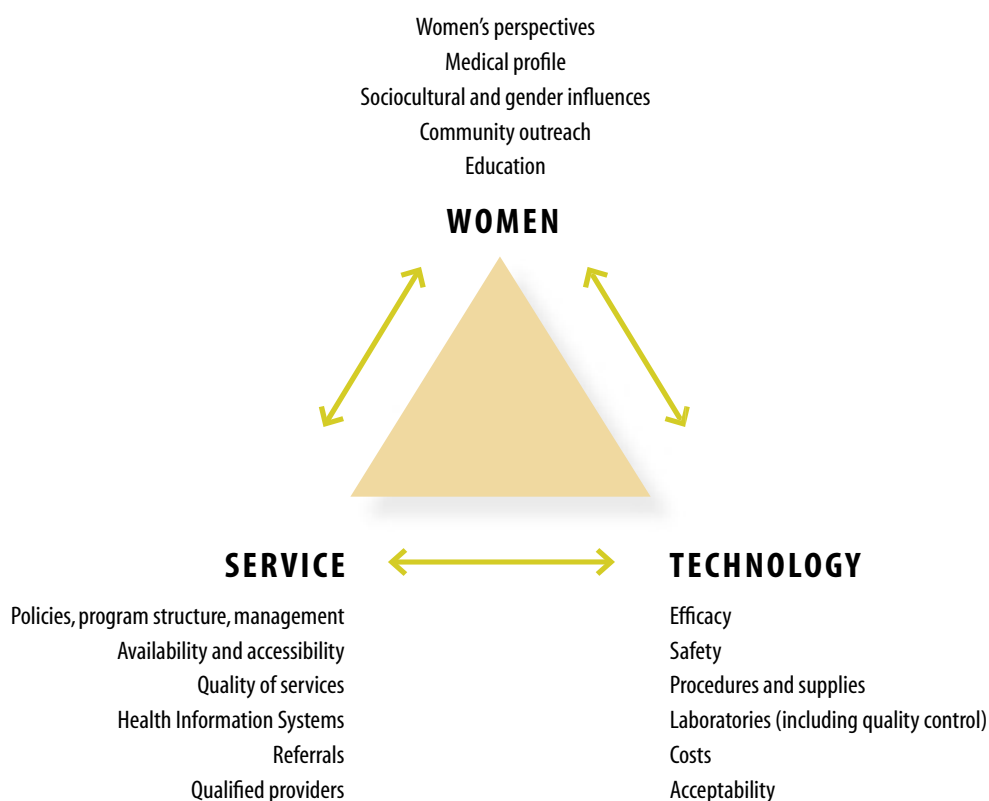 Women’s perspectives
Medical profile
Sociocultural and gender influences
Community outreach
Education
WOMEN
SERVICE
Policies, program structure, management
Availability and accessibility
Quality of services
Health Information Systems
Referrals
Qualified providers
TECHNOLOGY
Efficacy
Safety
Procedures and supplies
Laboratories (including quality control)
Costs
Acceptability